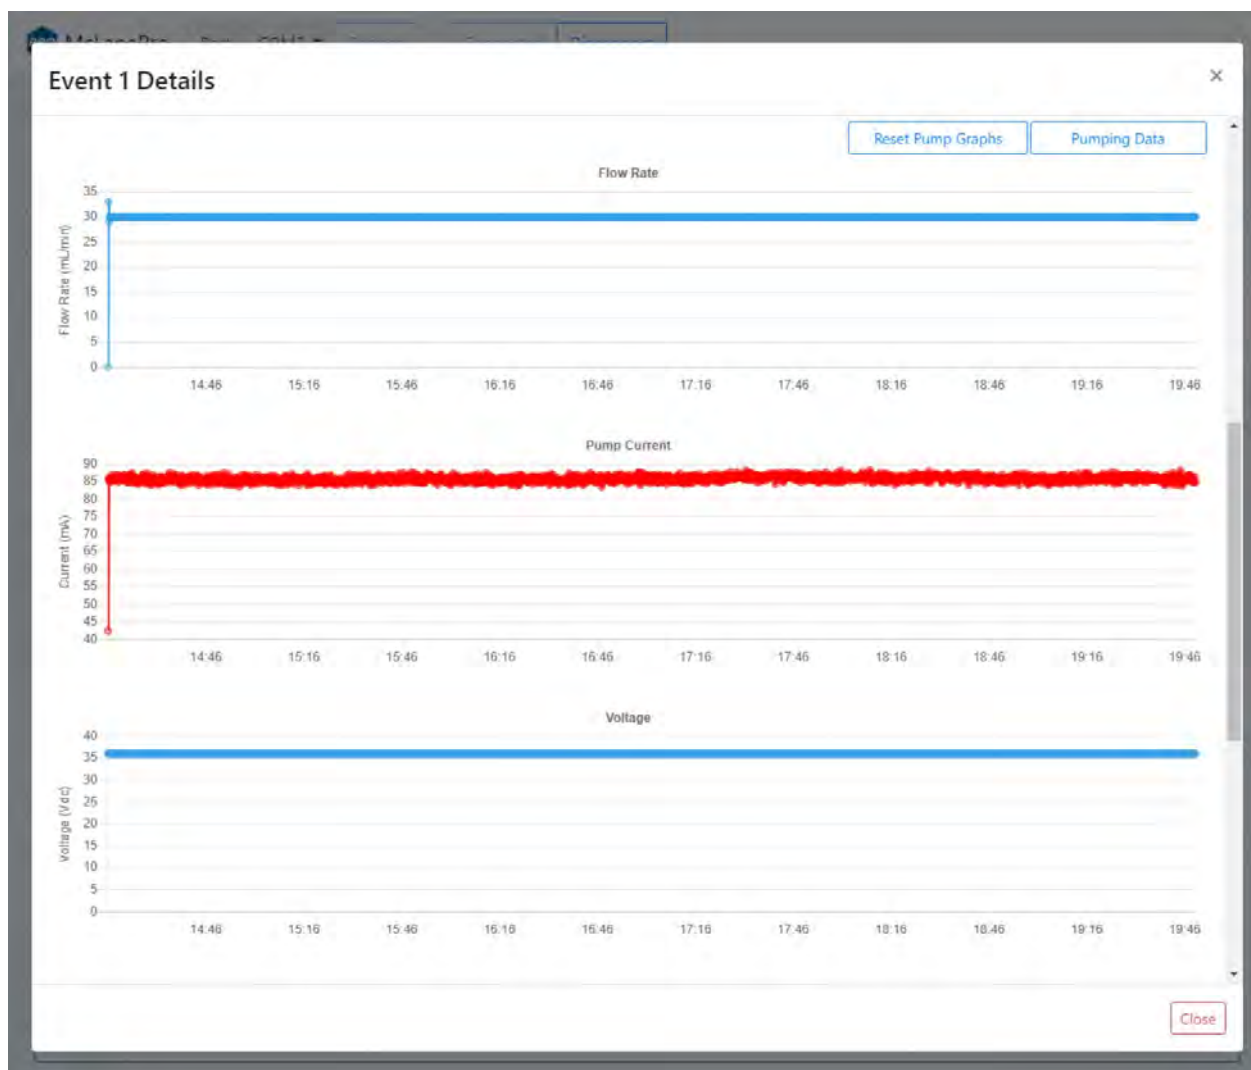 Event 1 Details
×
Reset Pump Graphs
Pumping Data
Flow Rate
Flow Rate (mL/min)
35
30
25
20
15
10
5
0
14:46 15:16 15:46 16:16 16:46 17:16 17:46 18:16 18:46 19:16 19:46
Pump Current
Current (mA)
90
85
80
75
70
65
60
55
50
45
40
14:46 15:16 15:46 16:16 16:46 17:16 17:46 18:16 18:46 19:16 19:46
Voltage
Voltage (Vdc)
40
35
30
25
20
15
10
5
0
14:46 15:16 15:46 16:16 16:46 17:16 17:46 18:16 18:46 19:16 19:46
Close